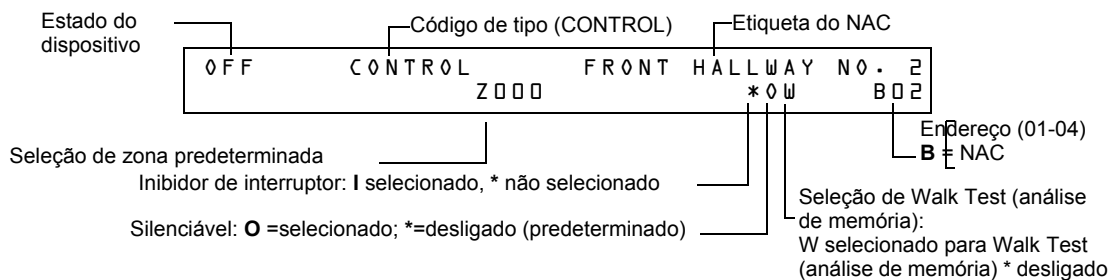 Estado do
dispositivo
Código de tipo (CONTROL)
Etiqueta do NAC
OFF CONTROL FRONT HALLWAY NO. 2
Z000 *OW B02
Endereço (01-04)
B = NAC
Seleção de zona predeterminada
Inibidor de interruptor: I selecionado, * não selecionado
Silenciável: O =selecionado; *=desligado (predeterminado)
Seleção de Walk Test (análise
de memória):
W selecionado para Walk Test
(análise de memória) * desligado